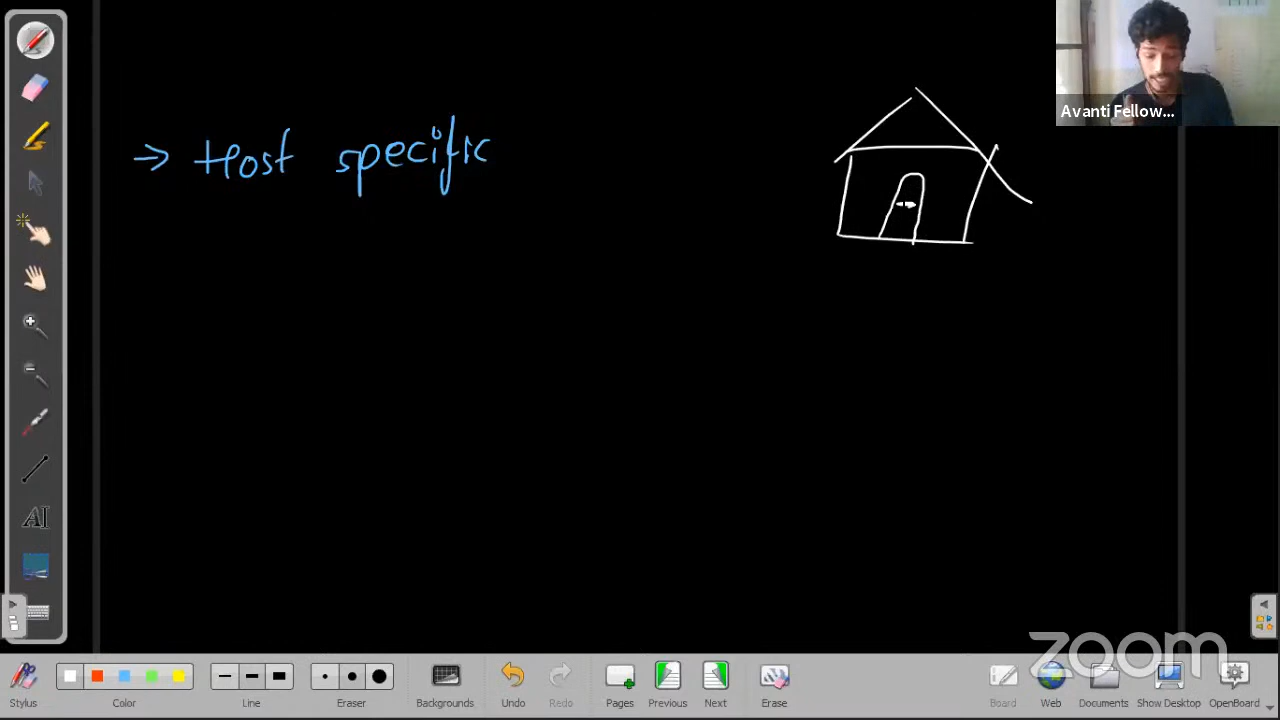 Avanti Fellow...
→ Host specific
AI
zoom
Stylus
Color
Line
Eraser
Backgrounds
Undo
Redo
Pages
Previous
Next
Erase
Board
Web
Documents
Show Desktop
OpenBoard